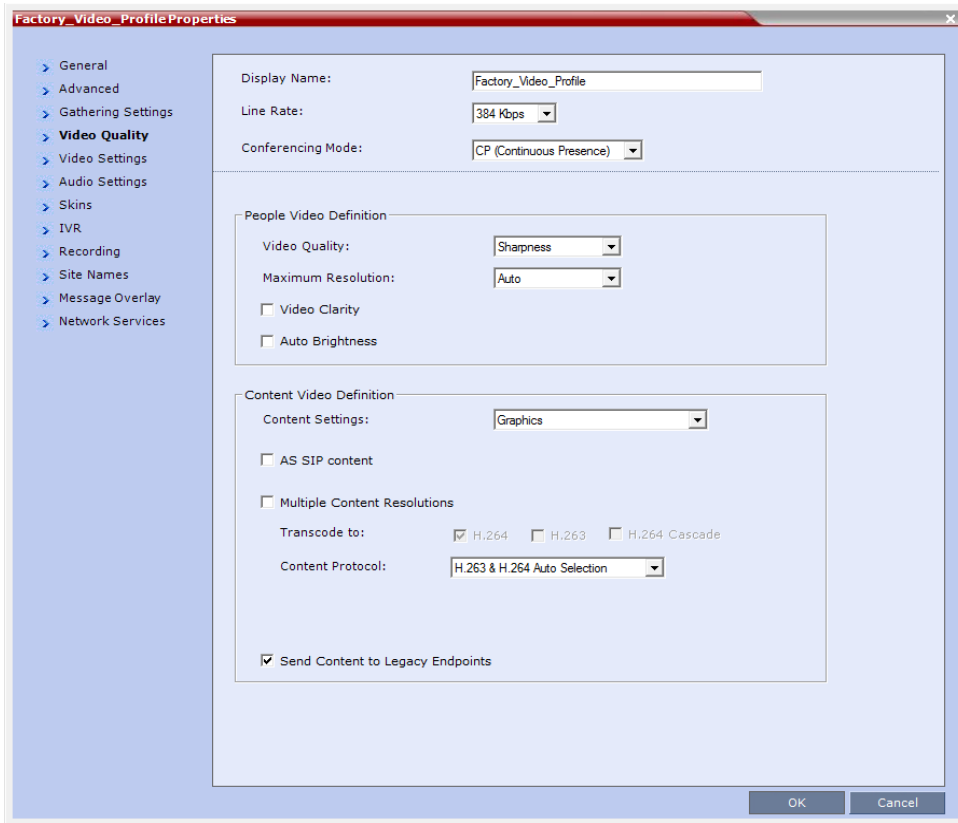 Factory_Video_Profile Properties
General
Advanced
Gathering Settings
Video Quality
Video Settings
Audio Settings
Skins
IVR
Recording
Site Names
Message Overlay
Network Services
Display Name: Factory_Video_Profile
Line Rate: 384 Kbps
Conferencing Mode: CP (Continuous Presence)
People Video Definition
Video Quality: Sharpness
Maximum Resolution: Auto
Video Clarity
Auto Brightness
Content Video Definition
Content Settings: Graphics
AS SIP content
Multiple Content Resolutions
Transcode to: H.264 H.263 H.264 Cascade
Content Protocol: H.263 & H.264 Auto Selection
Send Content to Legacy Endpoints
OK Cancel